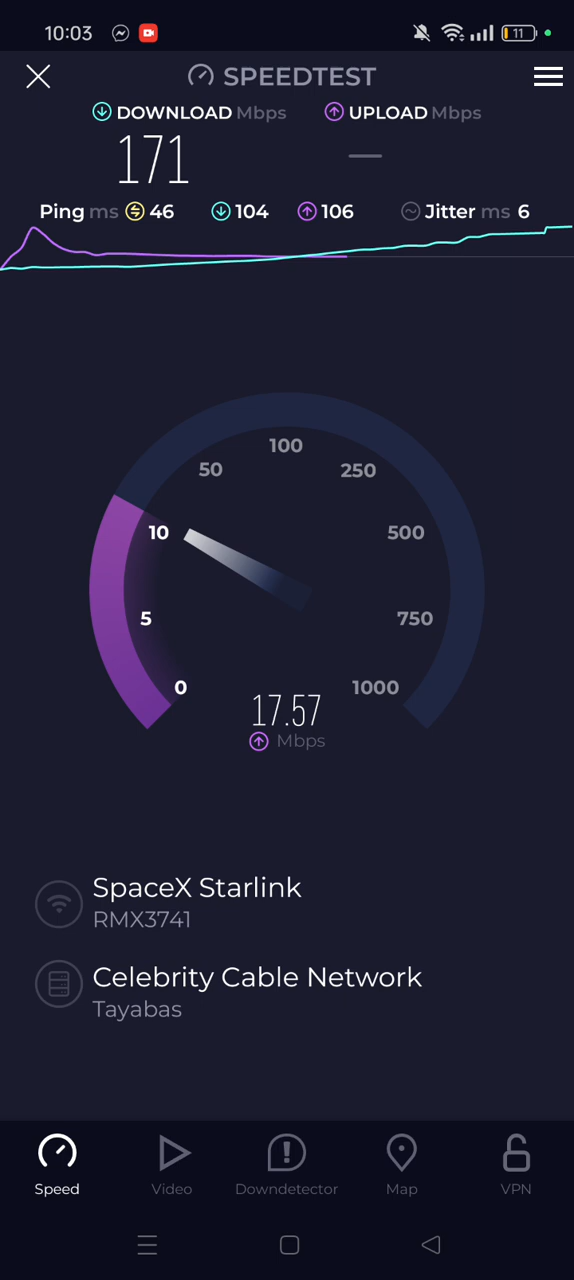 10:03
11
SPEEDTEST
DOWNLOAD Mbps UPLOAD Mbps
171 —
Ping ms 46 104 106 Jitter ms 6
100
50 250
10 500
5 750
0 1000
17.57
Mbps
SpaceX Starlink
RMX3741
Celebrity Cable Network
Tayabas
Speed Video Downdetector Map VPN